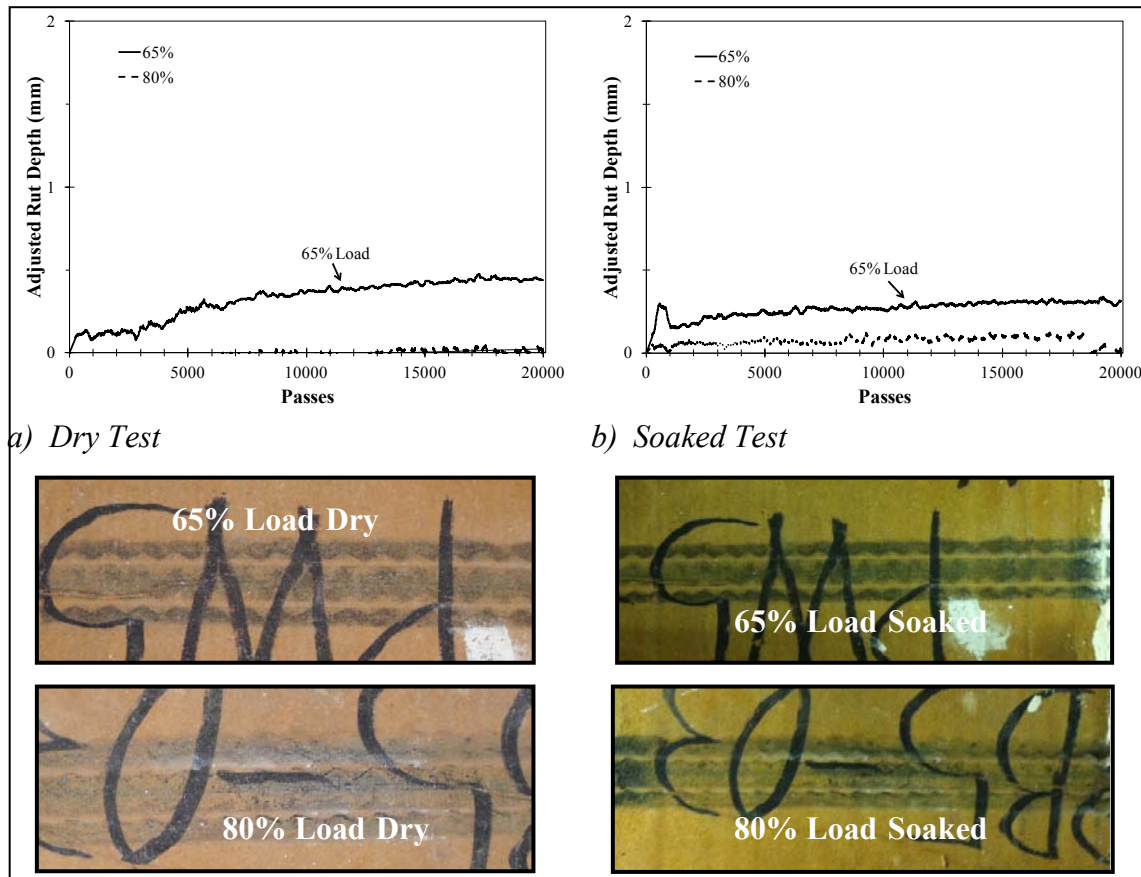 2
65%
80%
1
0
Adjusted Rut Depth (mm)
65% Load
0 5000 10000 15000 20000
Passes
a) Dry Test
2
65%
80%
1
0
Adjusted Rut Depth (mm)
65% Load
0 5000 10000 15000 20000
Passes
b) Soaked Test
65% Load Dry
65% Load Soaked
80% Load Dry
80% Load Soaked